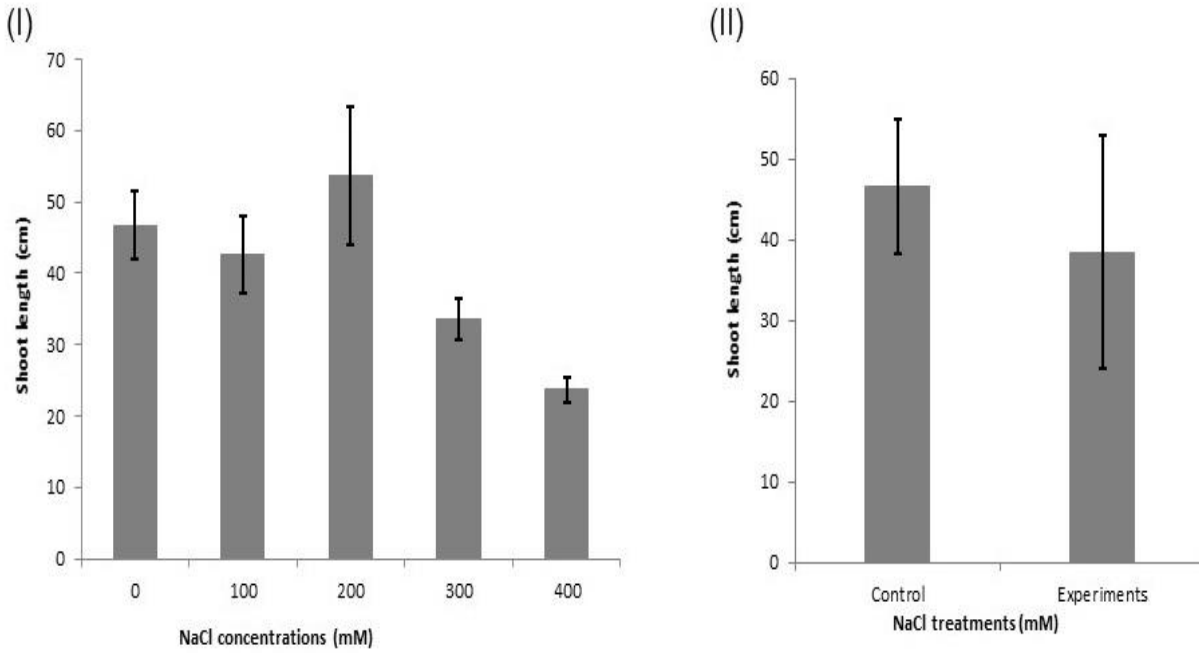 (I)
70
60
50
40
30
20
10
0
Shoot length (cm)
0 100 200 300 400
NaCl concentrations (mM)
(II)
60
50
40
30
20
10
0
Shoot length (cm)
Control Experiments
NaCl treatments (mM)